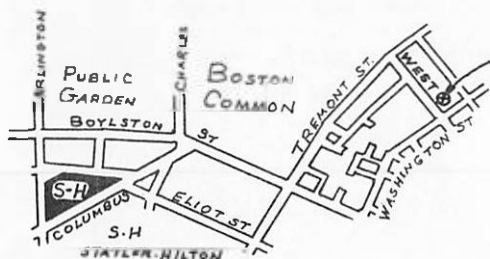 ARLINGTON
PUBLIC
GARDEN
CHARLES
BOSTON
COMMON
TREMONT ST.
WEST
WASHINGTON ST
BOYLSTON ST
S-H
COLUMBUS
ELIOT ST
S-H
STATLER-HILTON